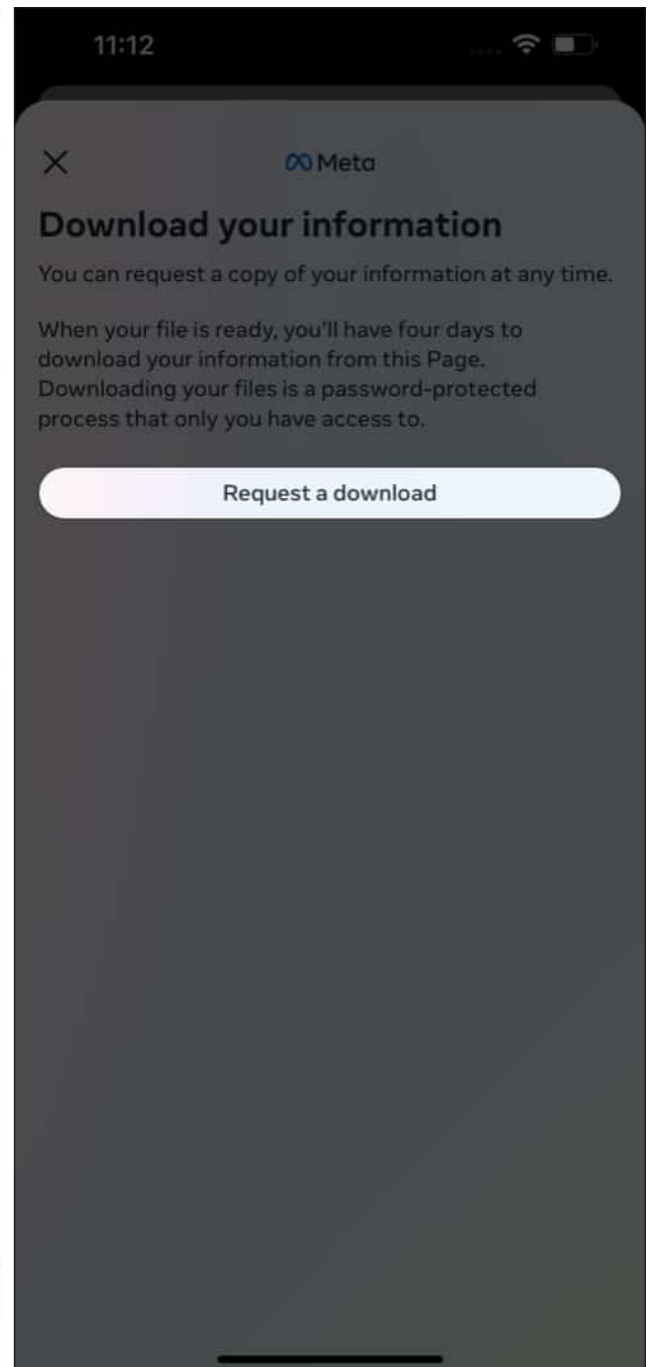 11:12
Meta
Download your information
You can request a copy of your information at any time.
When your file is ready, you'll have four days to
download your information from this Page.
Downloading your files is a password-protected
process that only you have access to.
Request a download